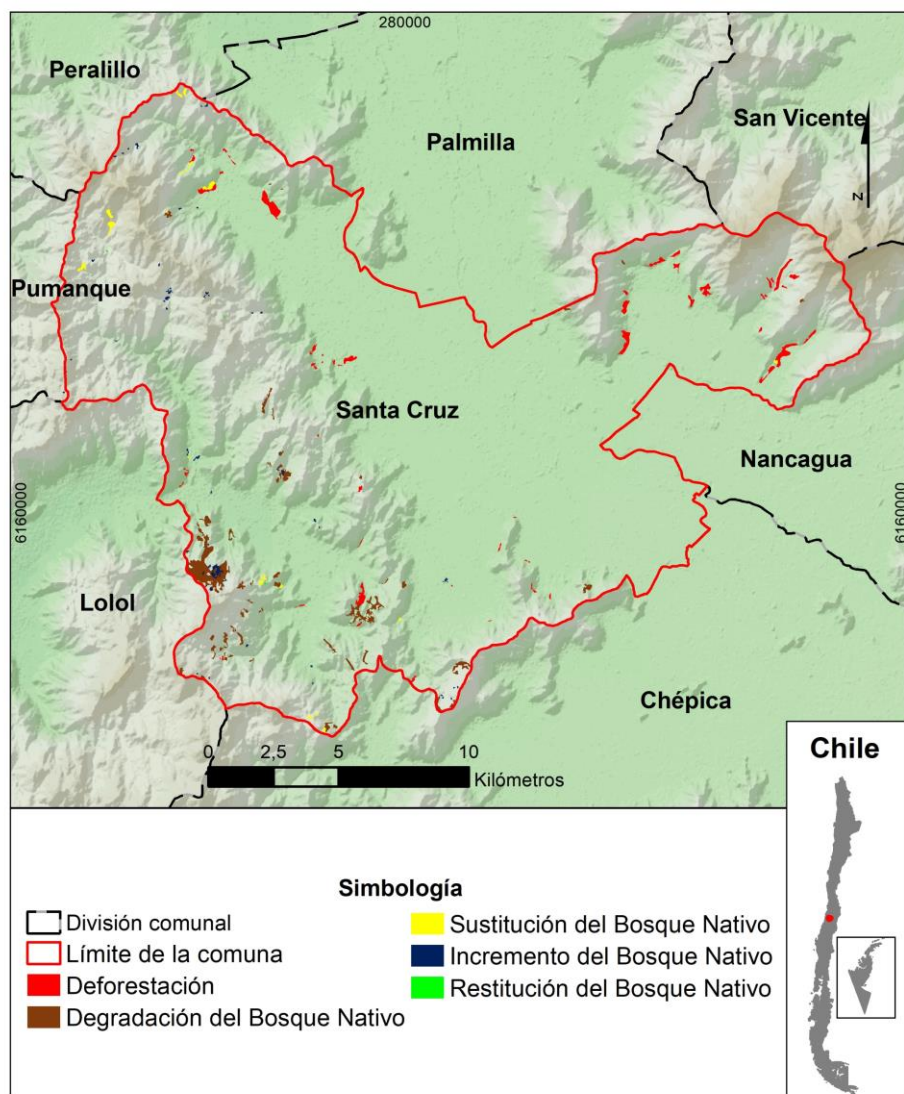 280000
Peralillo
San Vicente
Palmilla
N
Pumanque
Santa Cruz
Nancagua
6160000
6160000
Lolol
Chépica
0 2,5 5 10
Kilómetros
Chile
Simbología
División comunal
Límite de la comuna
Deforestación
Degradación del Bosque Nativo
Sustitución del Bosque Nativo
Incremento del Bosque Nativo
Restitución del Bosque Nativo